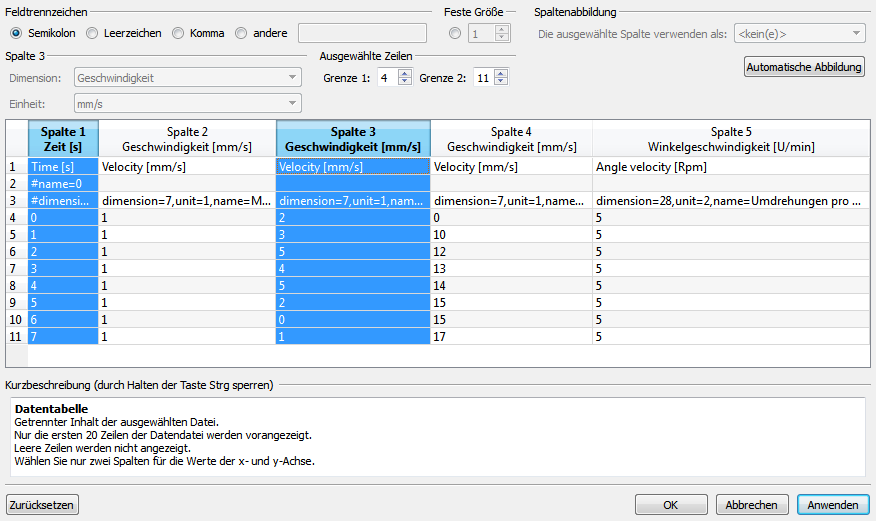 Feldtrennzeichen
Semikolon Leerzeichen Komma andere
Feste Größe
1
Spaltenabbildung
Die ausgewählte Spalte verwenden als: <kein(e)>
Automatische Abbildung
Spalte 3
Dimension: Geschwindigkeit
Einheit: mm/s
Ausgewählte Zeilen
Grenze 1: 4 Grenze 2: 11
Spalte 1 Spalte 2 Spalte 3 Spalte 4 Spalte 5
Zeit [s] Geschwindigkeit [mm/s] Geschwindigkeit [mm/s] Geschwindigkeit [mm/s] Winkelgeschwindigkeit [U/min]
1 Time [s] Velocity [mm/s] Velocity [mm/s] Velocity [mm/s] Angle velocity [Rpm]
2 #name=0
3 #dimensi... dimension=7,unit=1,name=M... dimension=7,unit=1,nam... dimension=7,unit=1,name... dimension=28,unit=2,name=Umdrehungen pro ...
4 0 1 2 0 5
5 1 1 3 10 5
6 2 1 5 12 5
7 3 1 4 13 5
8 4 1 5 14 5
9 5 1 2 15 5
10 6 1 0 15 5
11 7 1 1 17 5
Kurzbeschreibung (durch Halten der Taste Strg sperren)
Datentabelle
Getrennter Inhalt der ausgewählten Datei.
Nur die ersten 20 Zeilen der Datendatei werden vorangezeigt.
Leere Zeilen werden nicht angezeigt.
Wählen Sie nur zwei Spalten für die Werte der x- und y-Achse.
Zurücksetzen OK Abbrechen Anwenden